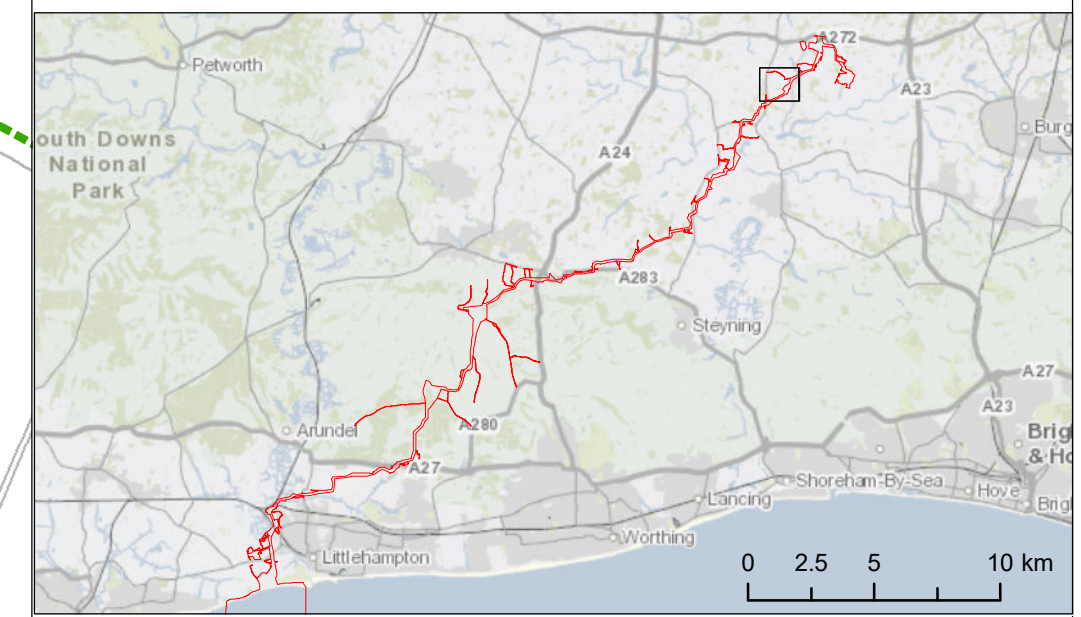 A272
Petworth
A23
Burg
outh Downs
National
Park
A24
A283
Steyning
A27
A23
Arundel
A280
Brig
& Ho
A27
Shoreham-By-Sea
Hove
Lancing
Brig
Worthing
Littlehampton
0 2.5 5 10 km